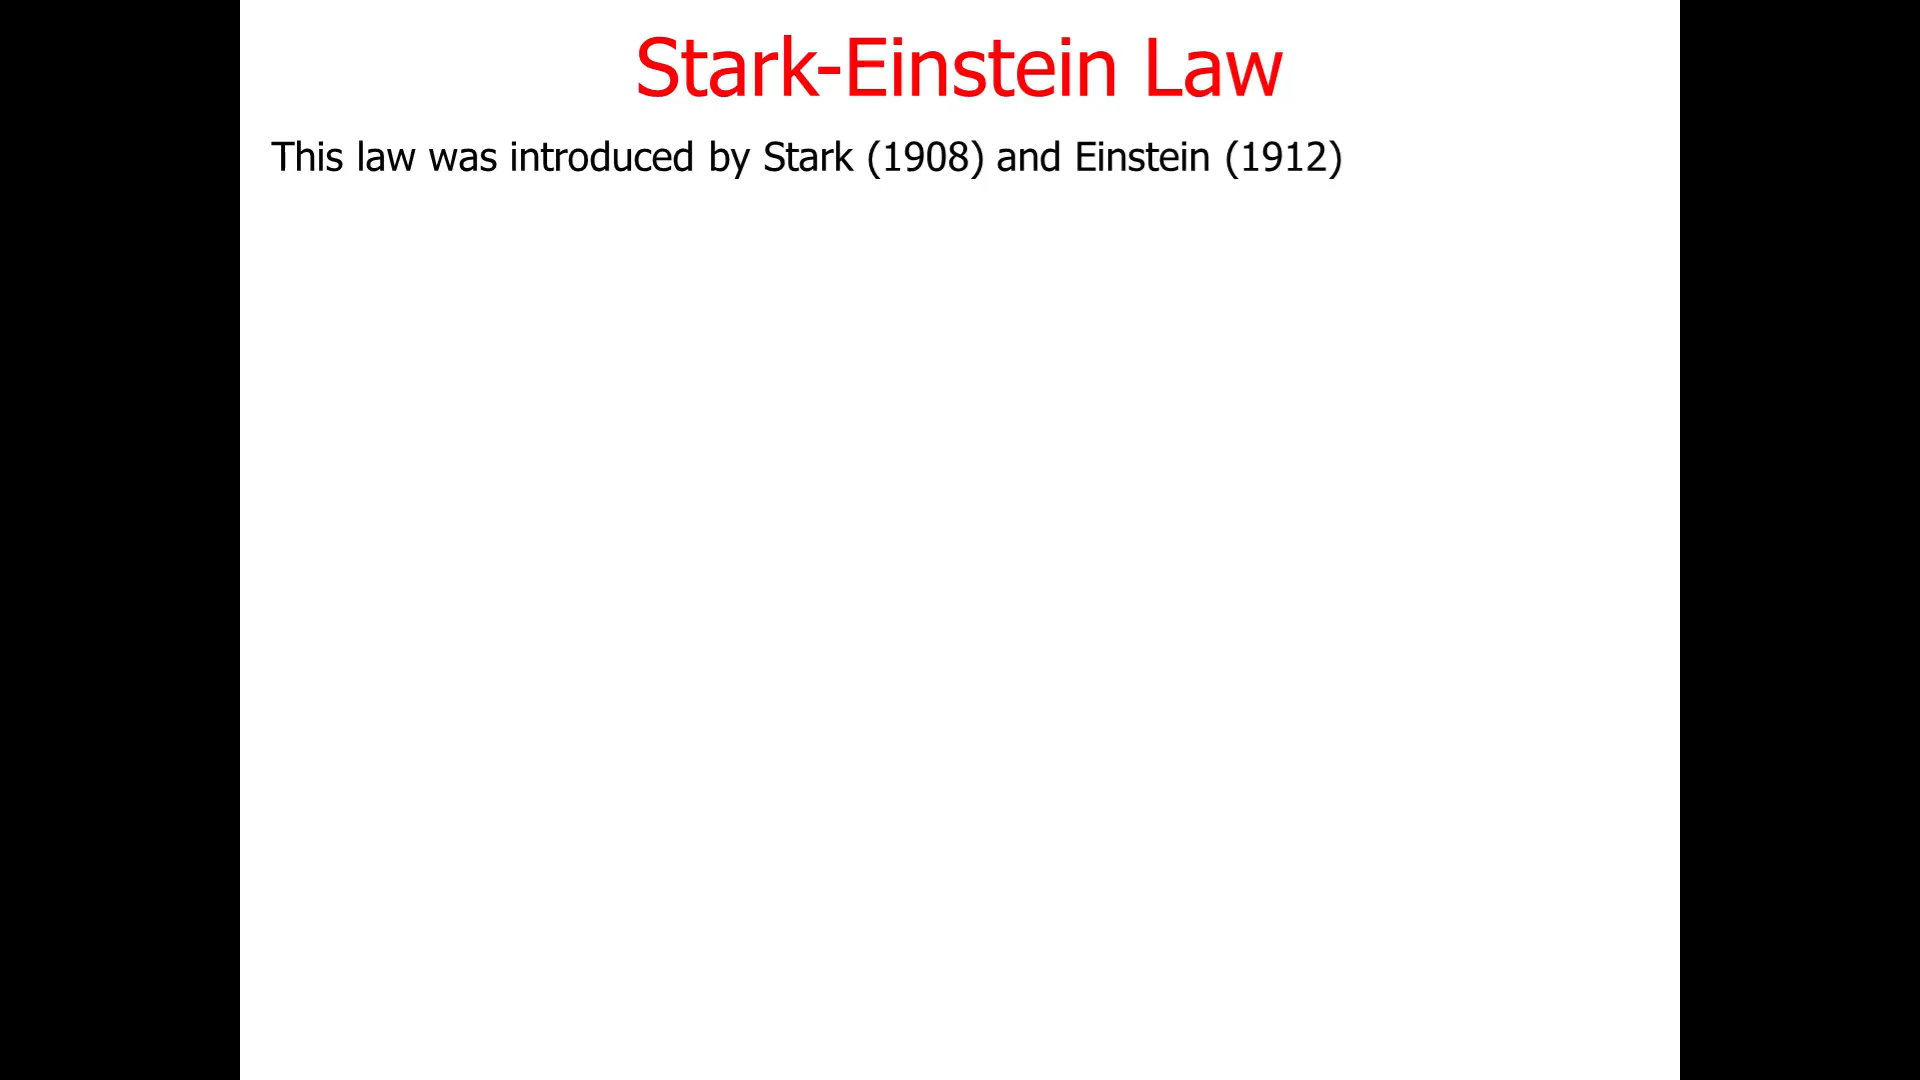 Stark-Einstein Law
This law was introduced by Stark (1908) and Einstein (1912)